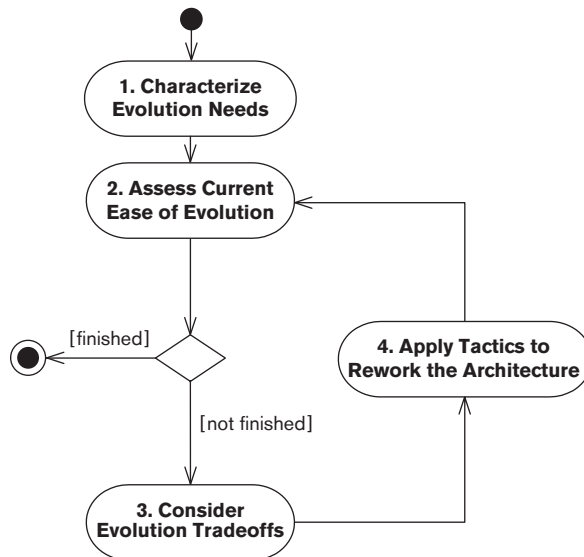 1. Characterize
Evolution Needs
2. Assess Current
Ease of Evolution
[finished]
4. Apply Tactics to
Rework the Architecture
[not finished]
3. Consider
Evolution Tradeoffs